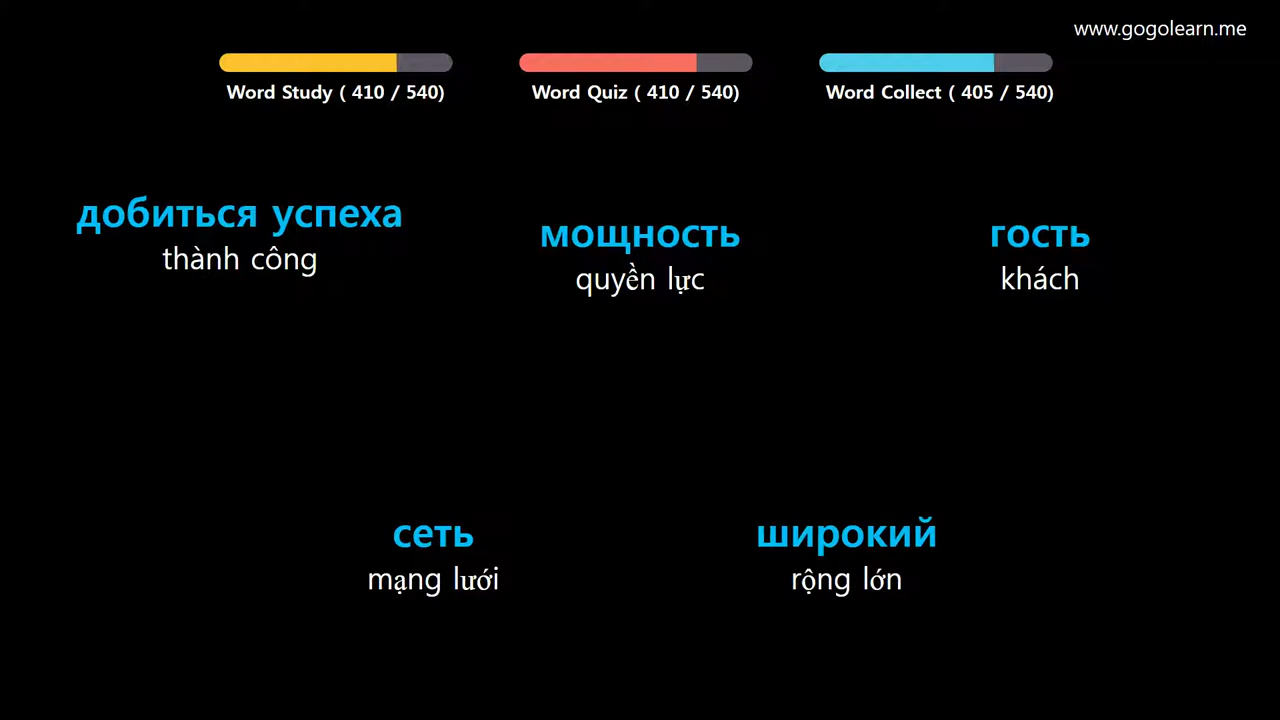 www.gogolearn.me
Word Study ( 410 / 540)
Word Quiz ( 410 / 540)
Word Collect ( 405 / 540)
добиться успеха
thành công
мощность
quyền lực
гость
khách
сеть
mạng lưới
широкий
rộng lớn